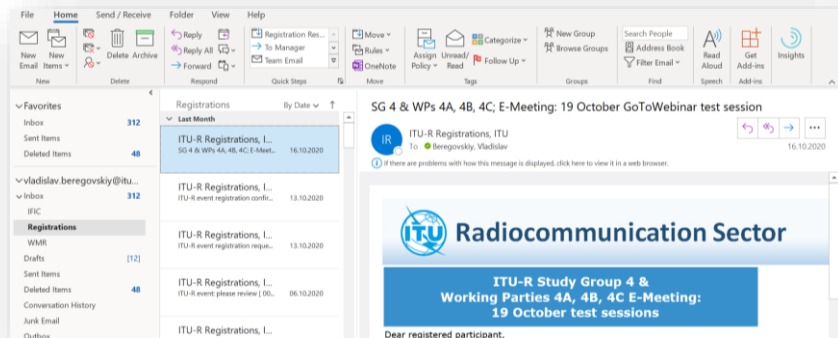 File Home Send / Receive Folder View Help
New Email New Items Delete Archive Reply Reply All Forward Registration Res... To Manager Team Email Move Rules OneNote Assign Policy Unread/ Read Categorize Follow Up New Group Browse Groups Search People Address Book Filter Email Read Aloud Get Add-ins Insights
New Delete Respond Quick Steps Move Tags Groups Find Speech Add-ins
Favorites
Inbox 312
Sent Items
Deleted Items 48
vladislav.beregovskiy@itu...
Inbox 312
IFIC
Registrations
WMR
Drafts [12]
Sent Items
Deleted Items 48
Conversation History
Junk Email
Outbox
Registrations By Date
Last Month
ITU-R Registrations, I...
SG 4 & WPs 4A, 4B, 4C; E-Meet... 16.10.2020
ITU-R Registrations, I...
ITU-R event registration confir... 13.10.2020
ITU-R Registrations, I...
ITU-R event registration reque... 13.10.2020
ITU-R Registrations, I...
ITU-R event: please review [ 00... 06.10.2020
ITU-R Registrations, I...
SG 4 & WPs 4A, 4B, 4C; E-Meeting: 19 October GoToWebinar test session
IR
ITU-R Registrations, ITU
To Beregovskiy, Vladislav
16.10.2020
If there are problems with how this message is displayed, click here to view it in a web browser.
ITU Radiocommunication Sector
ITU-R Study Group 4 &
Working Parties 4A, 4B, 4C E-Meeting:
19 October test sessions
Dear registered participant,